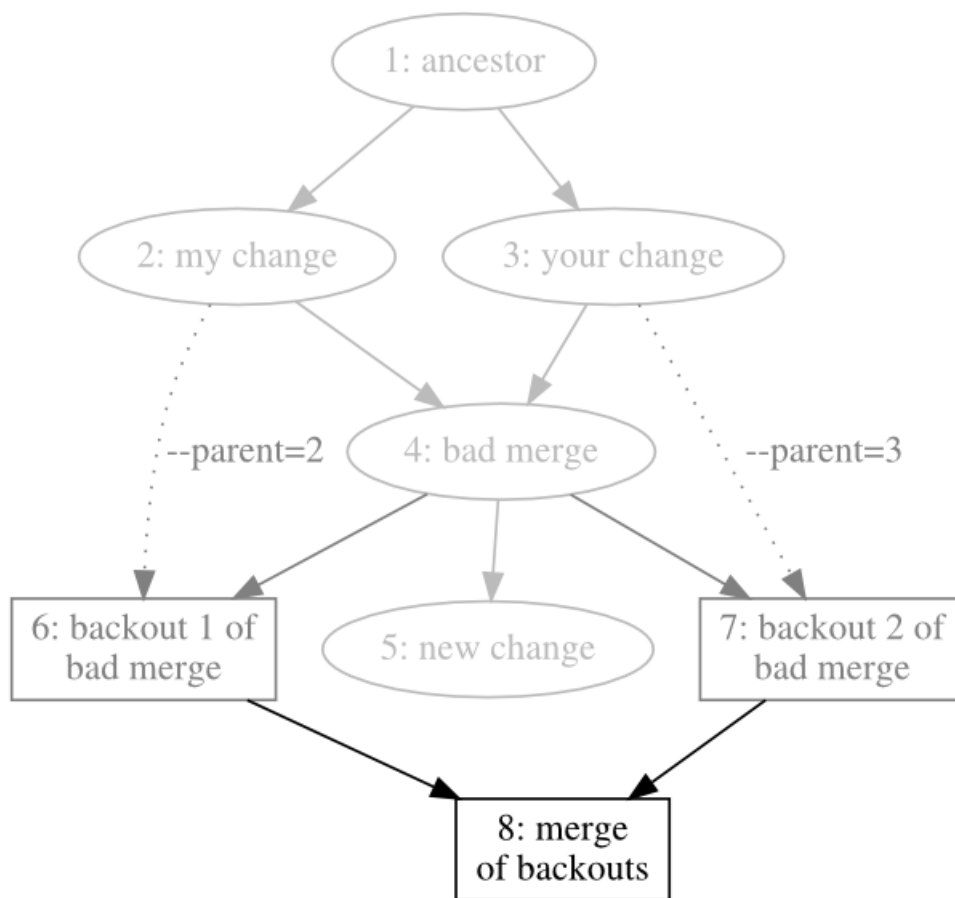 1: ancestor
2: my change
3: your change
--parent=2
4: bad merge
--parent=3
6: backout 1 of
bad merge
5: new change
7: backout 2 of
bad merge
8: merge
of backouts